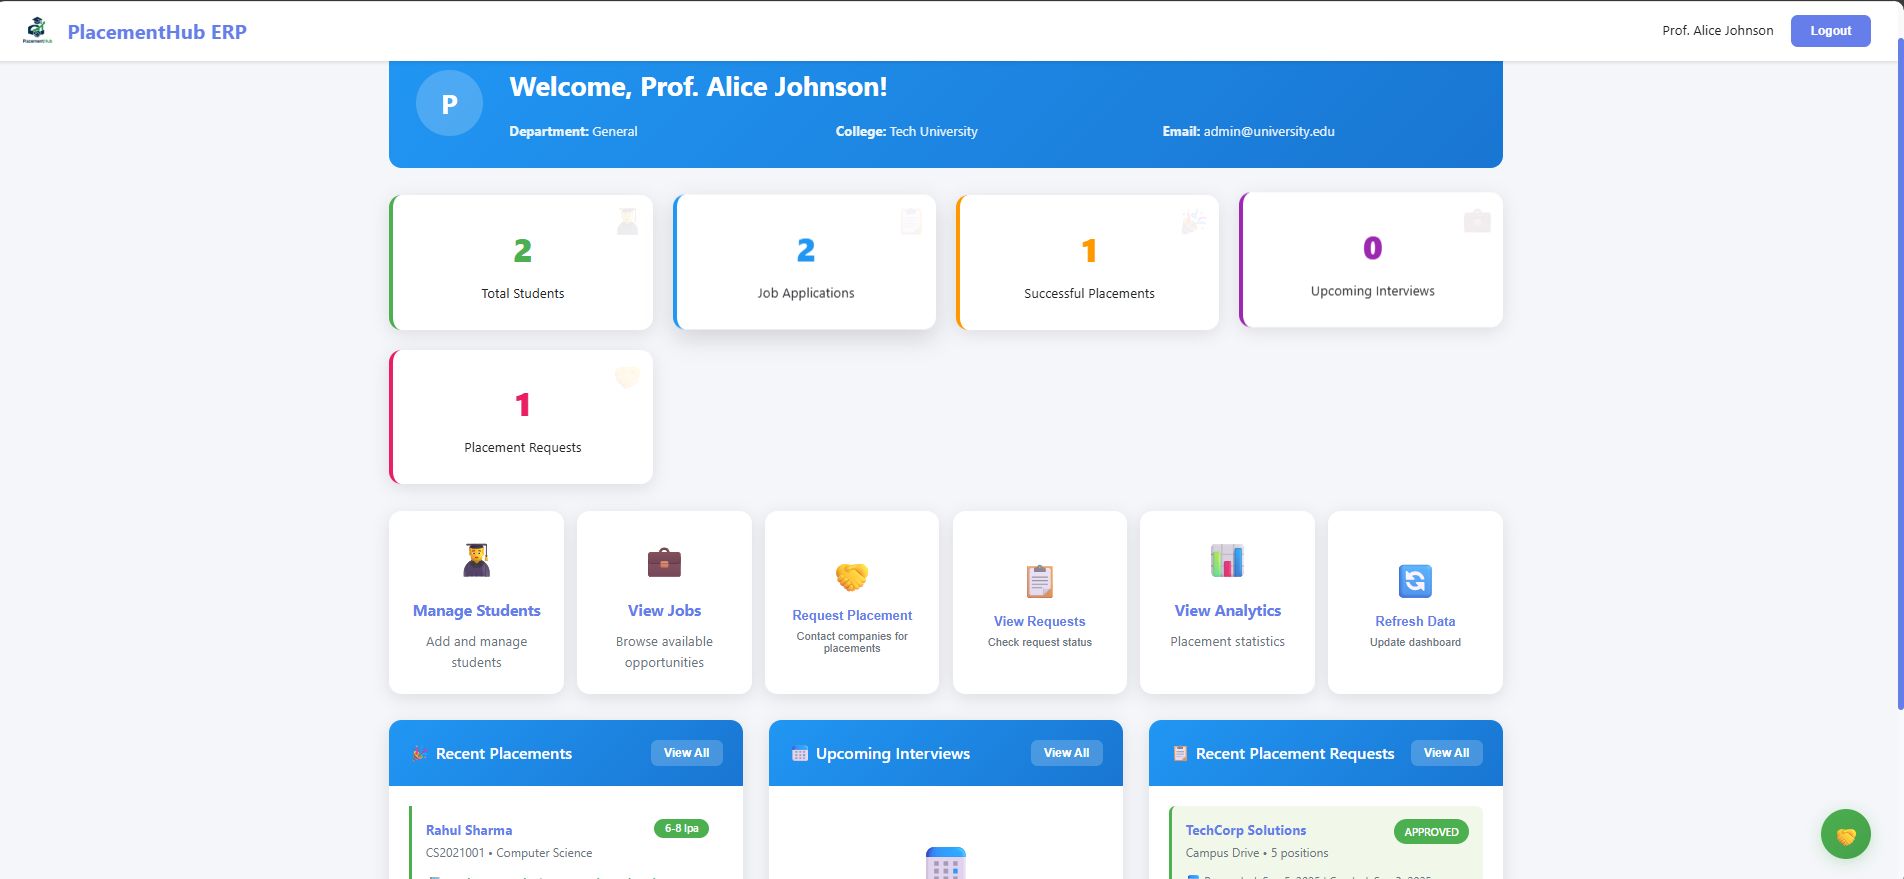 PlacementHub ERP
Prof. Alice Johnson
Logout
P
Welcome, Prof. Alice Johnson!
Department: General
College: Tech University
Email: admin@university.edu
2
Total Students
2
Job Applications
1
Successful Placements
0
Upcoming Interviews
1
Placement Requests
Manage Students
Add and manage
students
View Jobs
Browse available
opportunities
Request Placement
Contact companies for
placements
View Requests
Check request status
View Analytics
Placement statistics
Refresh Data
Update dashboard
Recent Placements
View All
Rahul Sharma
6-8 lpa
CS2021001 • Computer Science
Upcoming Interviews
View All
Recent Placement Requests
View All
TechCorp Solutions
APPROVED
Campus Drive • 5 positions